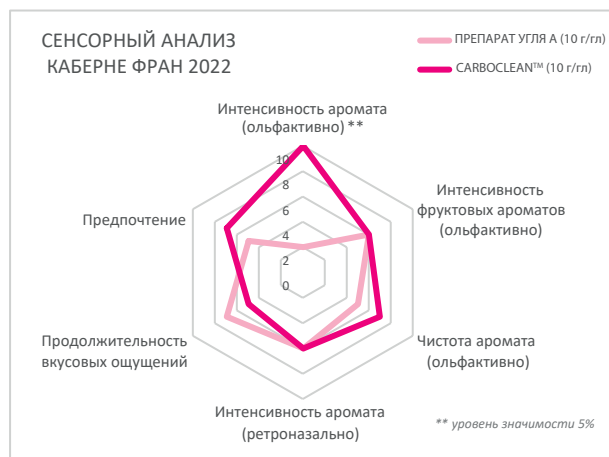 СЕНСОРНЫЙ АНАЛИЗ
КАБЕРНЕ ФРАН 2022
ПРЕПАРАТ УГЛЯ А (10 г/гл)
CARBOCLEAN™ (10 г/гл)
Интенсивность аромата
(ольфактивно) **
Интенсивность
фруктовых ароматов
(ольфактивно)
Чистота аромата
(ольфактивно)
Интенсивность аромата
(ретроназально)
Продолжительность
вкусовых ощущений
Предпочтение
10
8
6
4
2
0
** уровень значимости 5%